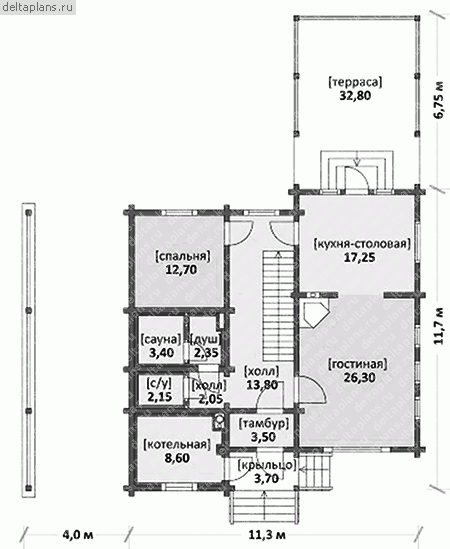 deltaplans.ru
[терраса]
32,80
6,75 м
[спальня]
12,70
[кухня-столовая]
17,25
[сауна]
3,40
[душ]
2,35
[холл]
13,80
[гостиная]
26,30
11,7 м
[с/у]
2,15
[холл]
2,05
[тамбур]
3,50
[котельная]
8,60
[крыльцо]
3,70
4,0 м
11,3 м